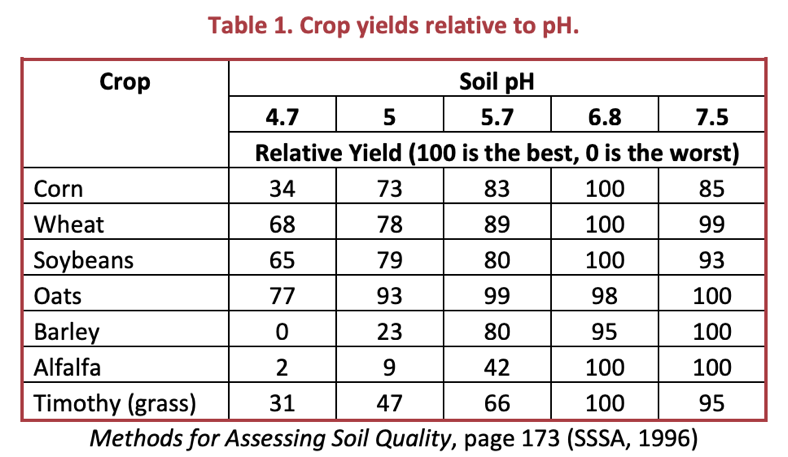 Table 1. Crop yields relative to pH.
Crop Soil pH
4.7 5 5.7 6.8 7.5
Relative Yield (100 is the best, 0 is the worst)
Corn 34 73 83 100 85
Wheat 68 78 89 100 99
Soybeans 65 79 80 100 93
Oats 77 93 99 98 100
Barley 0 23 80 95 100
Alfalfa 2 9 42 100 100
Timothy (grass) 31 47 66 100 95
Methods for Assessing Soil Quality, page 173 (SSSA, 1996)